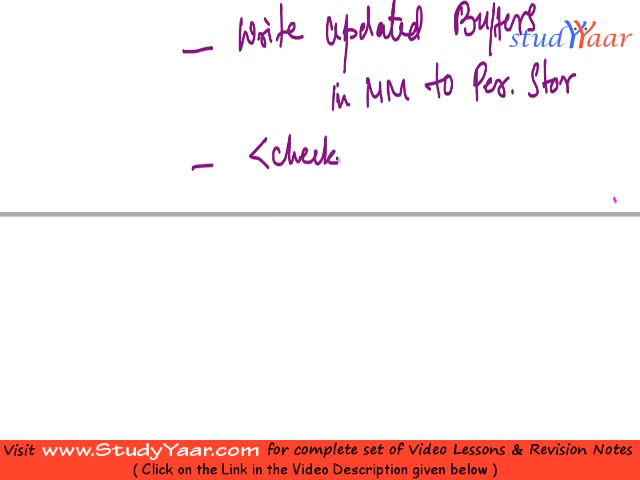 – Write updated Buffers
studYYaar
in MM to Per. Stor
– <check
Visit www.StudyYaar.com for complete set of Video Lessons & Revision Notes
( Click on the Link in the Video Description given below )